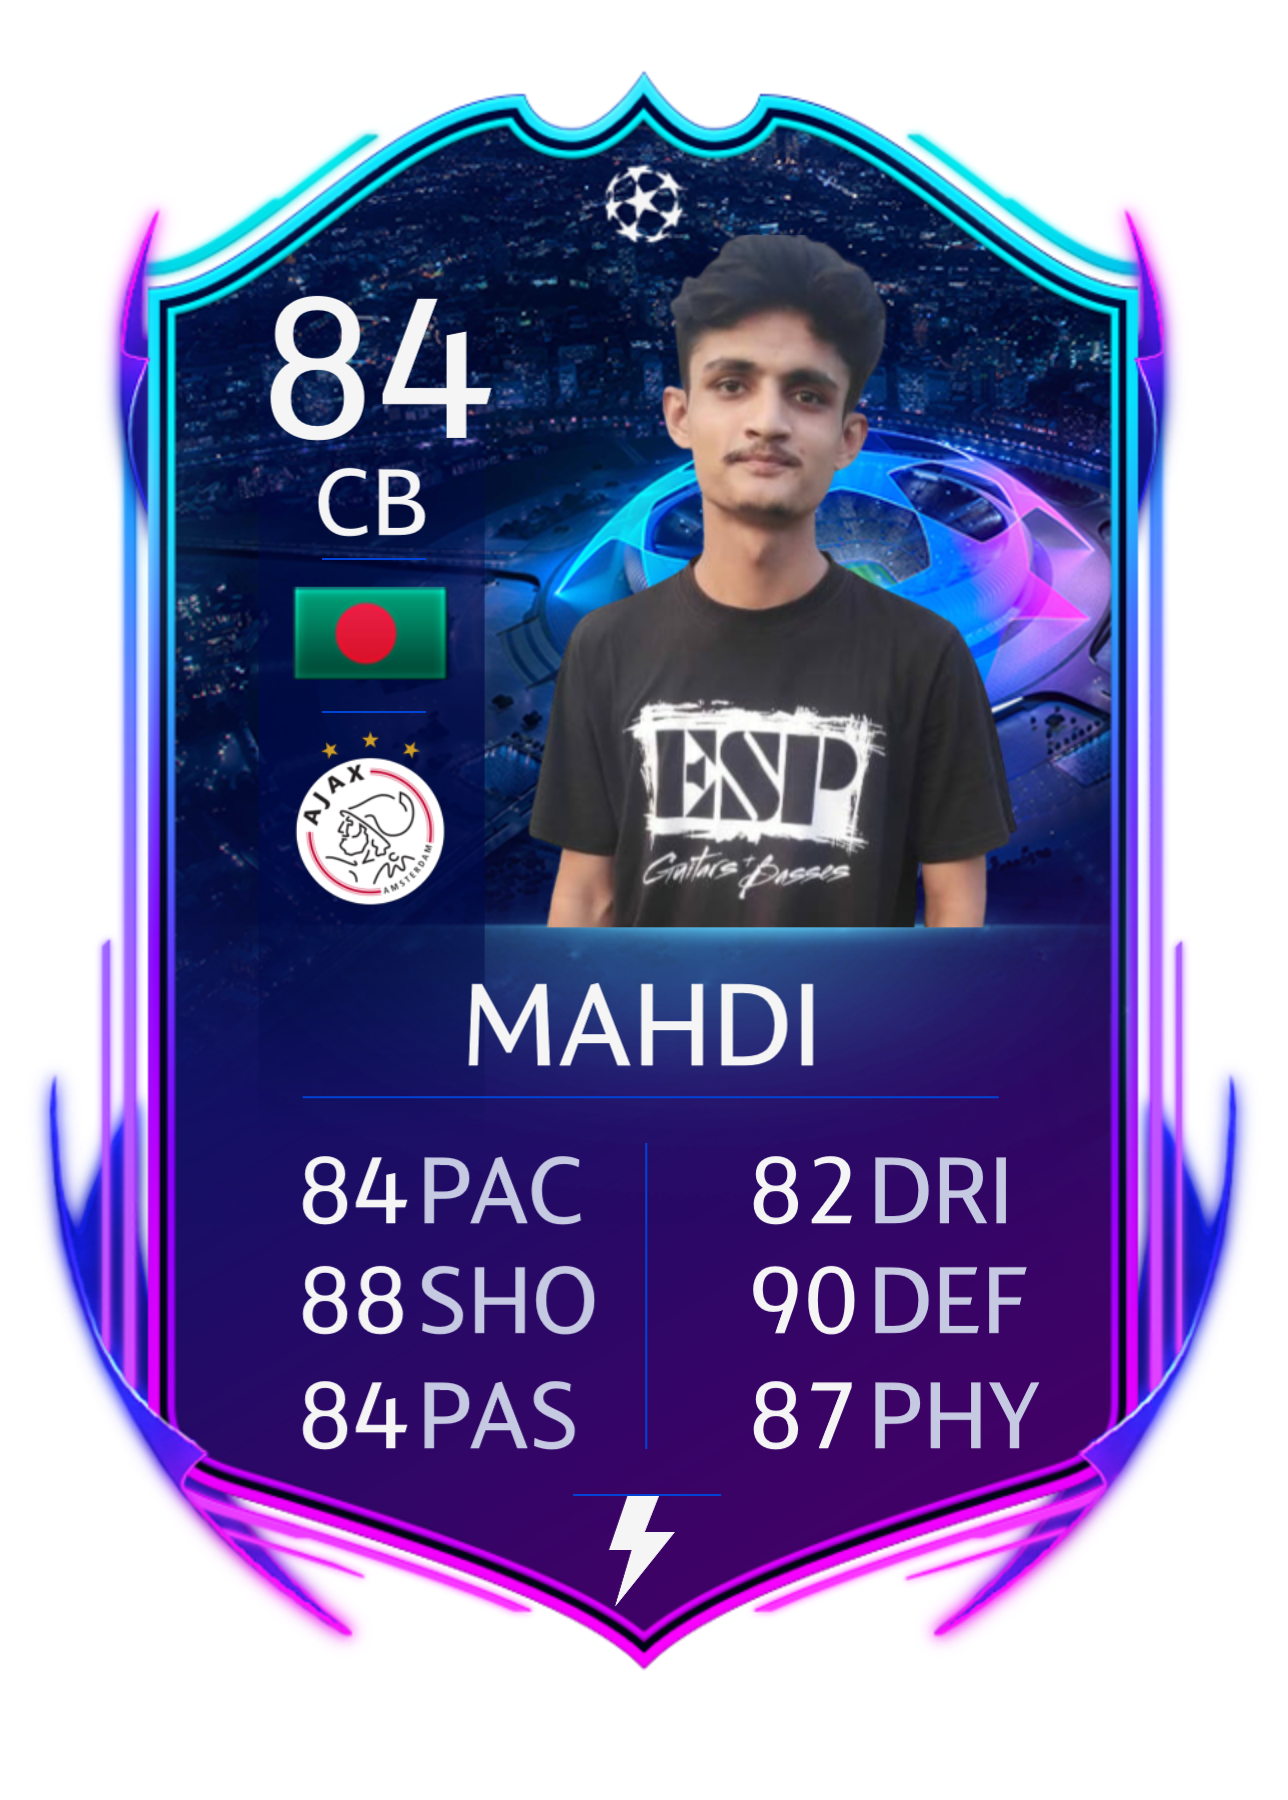 84
CB
AJAX
AMSTERDAM
ESP
Guitars + Basses
MAHDI
84 PAC
88 SHO
84 PAS
82 DRI
90 DEF
87 PHY